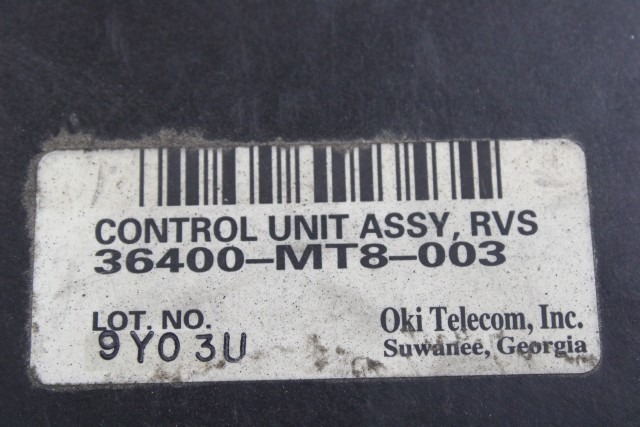 CONTROL UNIT ASSY, RVS
36400-MT8-003
LOT. NO.
9Y03U
Oki Telecom, Inc.
Suwanee, Georgia